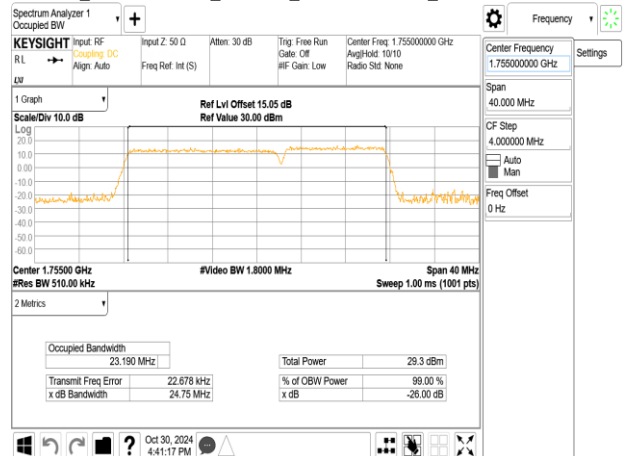 Spectrum Analyzer 1
Occupied BW
Frequency
KEYSIGHT
Input: RF
Coupling: DC
Align: Auto
Input Z: 50 Ω
Freq Ref: Int (S)
Atten: 30 dB
Trig: Free Run
Gate: Off
#IF Gain: Low
Center Freq: 1.755000000 GHz
Avg|Hold: 10/10
Radio Std: None
RL
LXI
Center Frequency
1.755000000 GHz
Settings
Span
40.000 MHz
CF Step
4.000000 MHz
Auto
Man
Freq Offset
0 Hz
1 Graph
Ref Lvl Offset 15.05 dB
Scale/Div 10.0 dB
Ref Value 30.00 dBm
Log
20.0
10.0
0.00
-10.0
-20.0
-30.0
-40.0
-50.0
-60.0
Center 1.75500 GHz
#Video BW 1.8000 MHz
Span 40 MHz
#Res BW 510.00 kHz
Sweep 1.00 ms (1001 pts)
2 Metrics
Occupied Bandwidth
23.190 MHz
Total Power 29.3 dBm
Transmit Freq Error 22.678 kHz
% of OBW Power 99.00 %
x dB Bandwidth 24.75 MHz
x dB -26.00 dB
?
Oct 30, 2024
4:41:17 PM